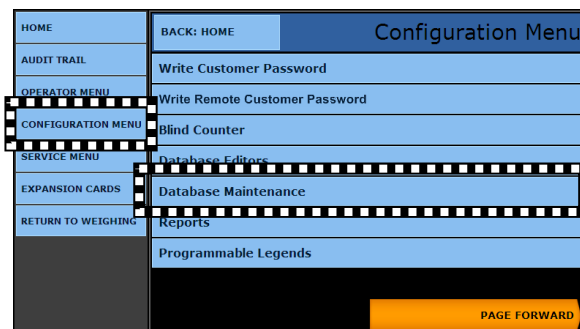 HOME
AUDIT TRAIL
OPERATOR MENU
CONFIGURATION MENU
SERVICE MENU
EXPANSION CARDS
RETURN TO WEIGHING
BACK: HOME
Configuration Menu
Write Customer Password
Write Remote Customer Password
Blind Counter
Database Editors
Database Maintenance
Reports
Programmable Legends
PAGE FORWARD